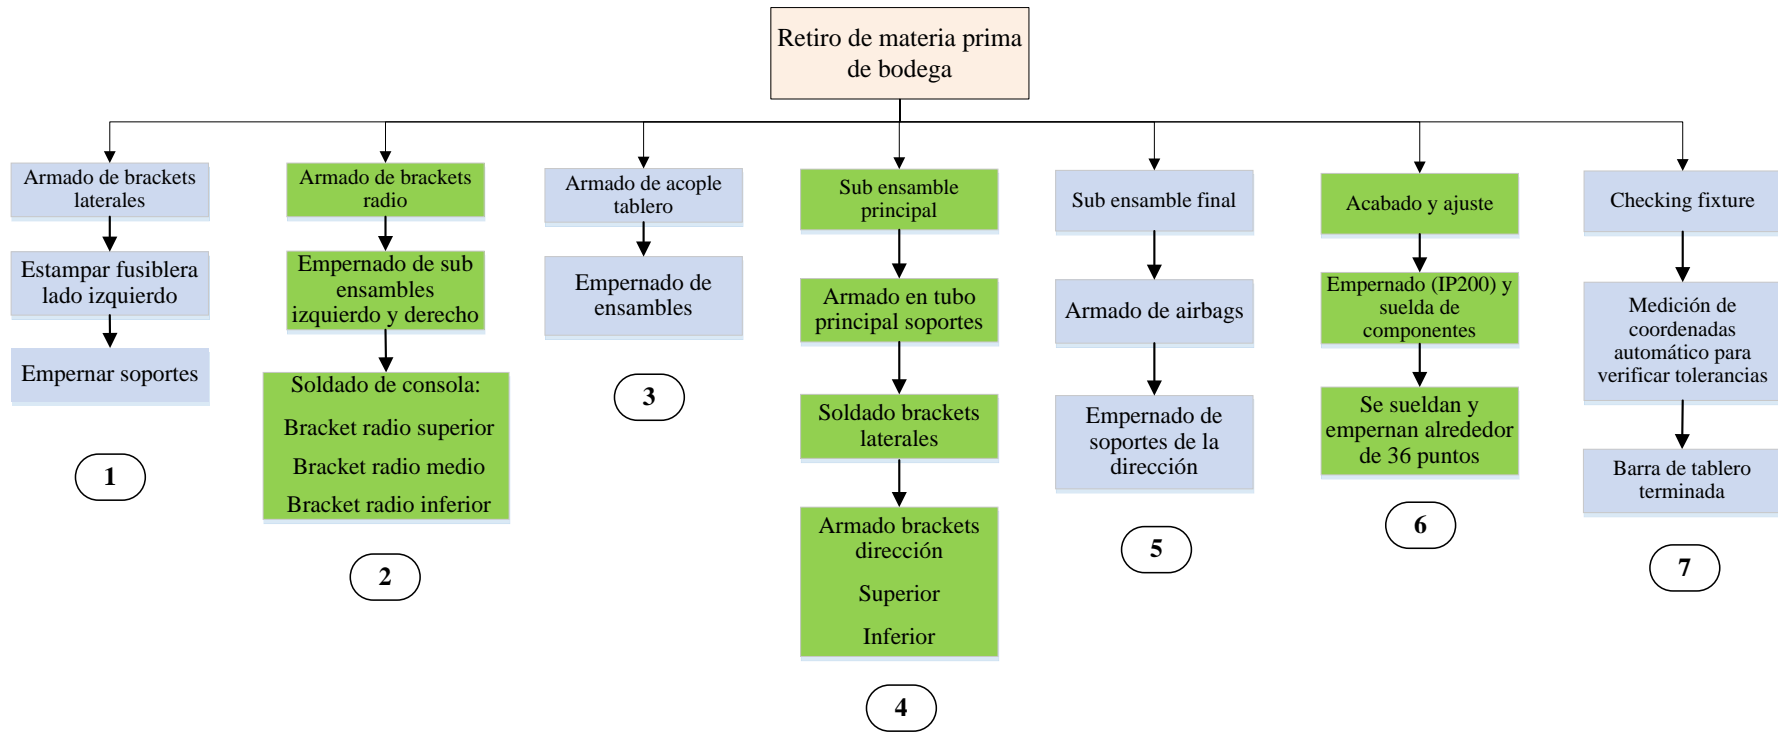 Retiro de materia prima
de bodega
Armado de brackets
laterales
Estampar fusiblera
lado izquierdo
Empernar soportes
1
Armado de brackets
radio
Empernado de sub
ensambles
izquierdo y derecho
Soldado de consola:
Bracket radio superior
Bracket radio medio
Bracket radio inferior
2
Armado de acople
tablero
Empernado de
ensambles
3
Sub ensamble
principal
Armado en tubo
principal soportes
Soldado brackets
laterales
Armado brackets
dirección
Superior
Inferior
4
Sub ensamble final
Armado de airbags
Empernado de
soportes de la
dirección
5
Acabado y ajuste
Empernado (IP200) y
suelda de
componentes
Se sueldan y
empernan alrededor
de 36 puntos
6
Checking fixture
Medición de
coordenadas
automático para
verificar tolerancias
Barra de tablero
terminada
7